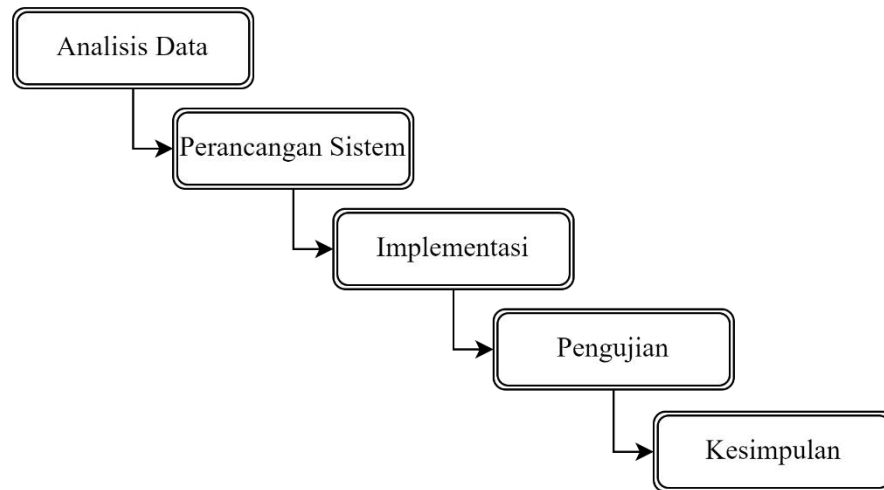 Analisis Data
Perancangan Sistem
Implementasi
Pengujian
Kesimpulan